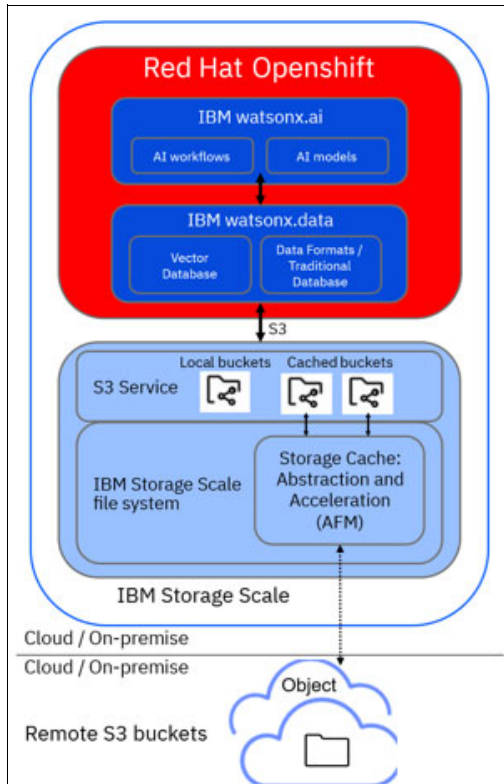 Red Hat Openshift
IBM watsonx.ai
AI workflows
AI models
IBM watsonx.data
Vector
Database
Data Formats /
Traditional
Database
S3
Local buckets
Cached buckets
S3 Service
IBM Storage Scale
file system
Storage Cache:
Abstraction and
Acceleration
(AFM)
IBM Storage Scale
Cloud / On-premise
Cloud / On-premise
Object
Remote S3 buckets